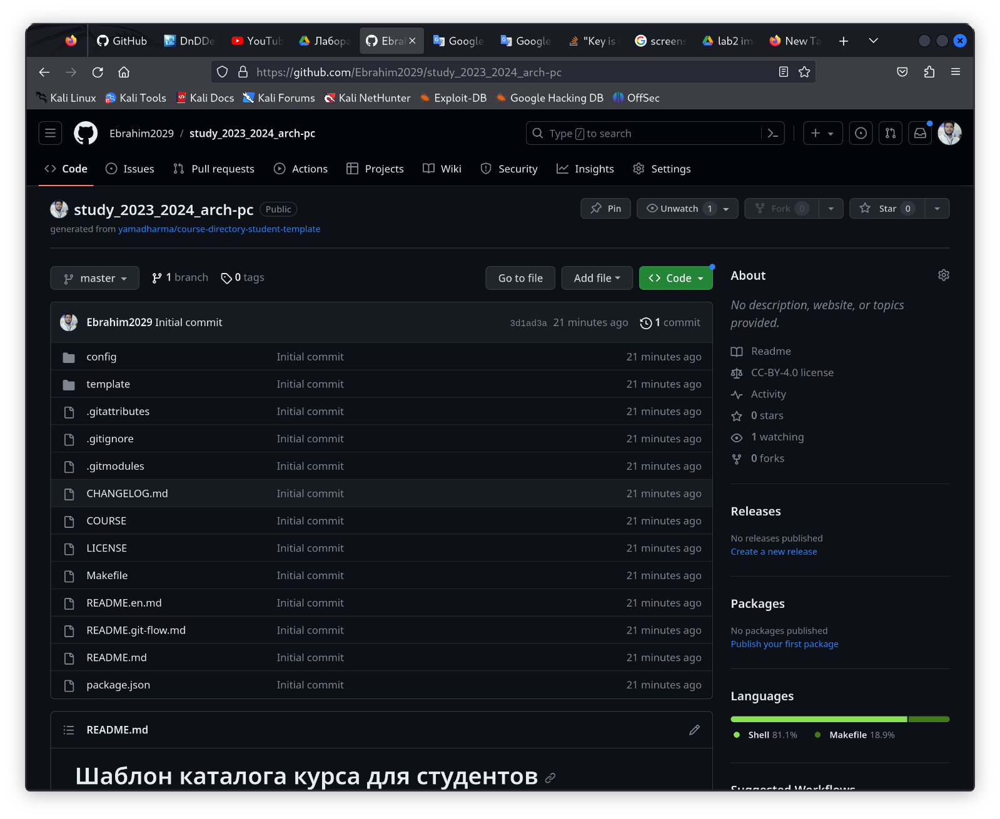 GitHub DnDDe YouTub Лабора Ebra Google Google "Key is screens lab2 im New Ta
https://github.com/Ebrahim2029/study_2023_2024_arch-pc
Kali Linux Kali Tools Kali Docs Kali Forums Kali NetHunter Exploit-DB Google Hacking DB OffSec
Ebrahim2029 / study_2023_2024_arch-pc Type / to search
Code Issues Pull requests Actions Projects Wiki Security Insights Settings
study_2023_2024_arch-pc Public Pin Unwatch 1 Fork 0 Star 0
generated from yamadharma/course-directory-student-template
master 1 branch 0 tags Go to file Add file Code
About
No description, website, or topics
provided.
Ebrahim2029 Initial commit 3d1ad3a 21 minutes ago 1 commit
config Initial commit 21 minutes ago
template Initial commit 21 minutes ago
.gitattributes Initial commit 21 minutes ago
.gitignore Initial commit 21 minutes ago
.gitmodules Initial commit 21 minutes ago
CHANGELOG.md Initial commit 21 minutes ago
COURSE Initial commit 21 minutes ago
LICENSE Initial commit 21 minutes ago
Makefile Initial commit 21 minutes ago
README.en.md Initial commit 21 minutes ago
README.git-flow.md Initial commit 21 minutes ago
README.md Initial commit 21 minutes ago
package.json Initial commit 21 minutes ago
Readme
CC-BY-4.0 license
Activity
0 stars
1 watching
0 forks
Releases
No releases published
Create a new release
Packages
No packages published
Publish your first package
Languages
Shell 81.1% Makefile 18.9%
Suggested Workflows
README.md
Шаблон каталога курса для студентов